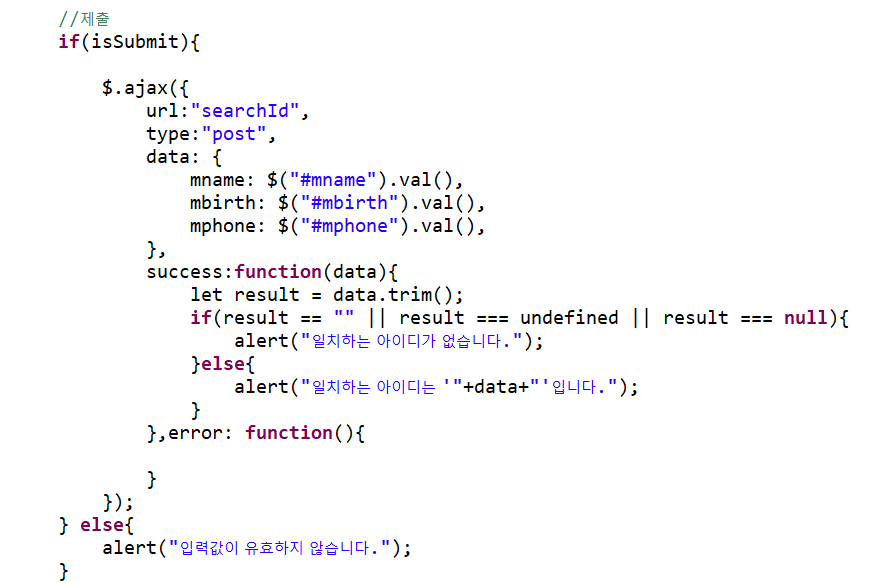 //제출
if(isSubmit){
$.ajax({
url:"searchId",
type:"post",
data: {
mname: $("#mname").val(),
mbirth: $("#mbirth").val(),
mphone: $("#mphone").val(),
},
success:function(data){
let result = data.trim();
if(result == "" || result === undefined || result === null){
alert("일치하는 아이디가 없습니다.");
}else{
alert("일치하는 아이디는 '"+data+"'입니다.");
}
},error: function(){
}
});
} else{
alert("입력값이 유효하지 않습니다.");
}